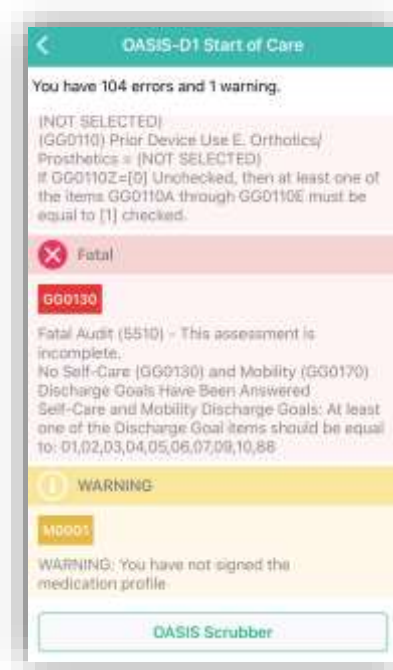 OASIS-D1 Start of Care
You have 104 errors and 1 warning.
(NOT SELECTED)
(GG0110) Prior Device Use E. Orthotics/
Prosthetics = (NOT SELECTED)
If GG0110Z=[0] Unchecked, then at least one of
the items GG0110A through GG0110E must be
equal to [1] checked.
Fatal
GG0130
Fatal Audit (5510) - This assessment is
incomplete.
No Self-Care (GG0130) and Mobility (GG0170)
Discharge Goals Have Been Answered
Self-Care and Mobility Discharge Goals: At least
one of the Discharge Goal items should be equal
to: 01,02,03,04,05,06,07,09,10,88
WARNING
M0001
WARNING: You have not signed the
medication profile
OASIS Scrubber